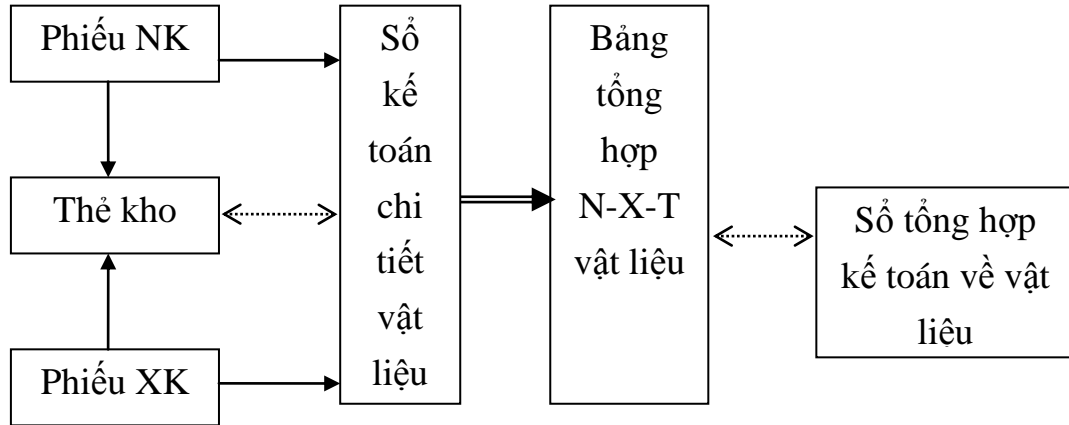 Phiếu NK
Thẻ kho
Phiếu XK
Sổ
kế
toán
chi
tiết
vật
liệu
Bảng
tổng
hợp
N-X-T
vật liệu
Sổ tổng hợp
kế toán về vật
liệu